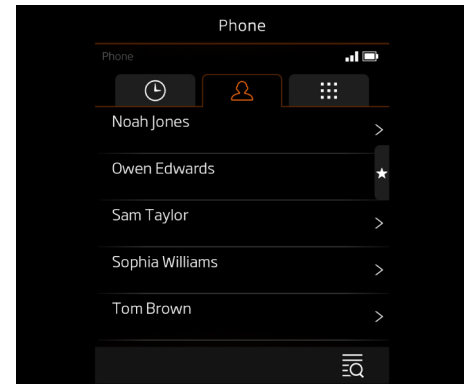 Phone
Phone
Noah Jones
Owen Edwards
Sam Taylor
Sophia Williams
Tom Brown